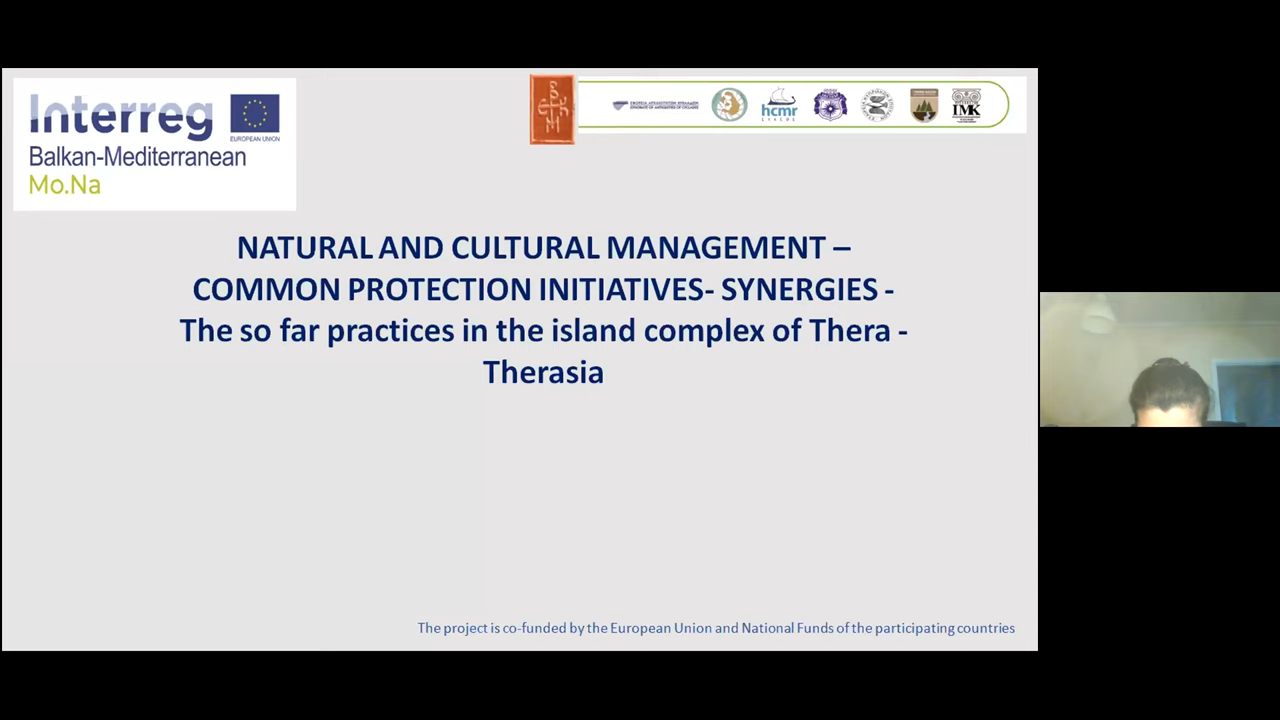 Interreg
EUROPEAN UNION
Balkan-Mediterranean
Mo.Na
hcmr
IMK
NATURAL AND CULTURAL MANAGEMENT –
COMMON PROTECTION INITIATIVES- SYNERGIES -
The so far practices in the island complex of Thera -
Therasia
The project is co-funded by the European Union and National Funds of the participating countries